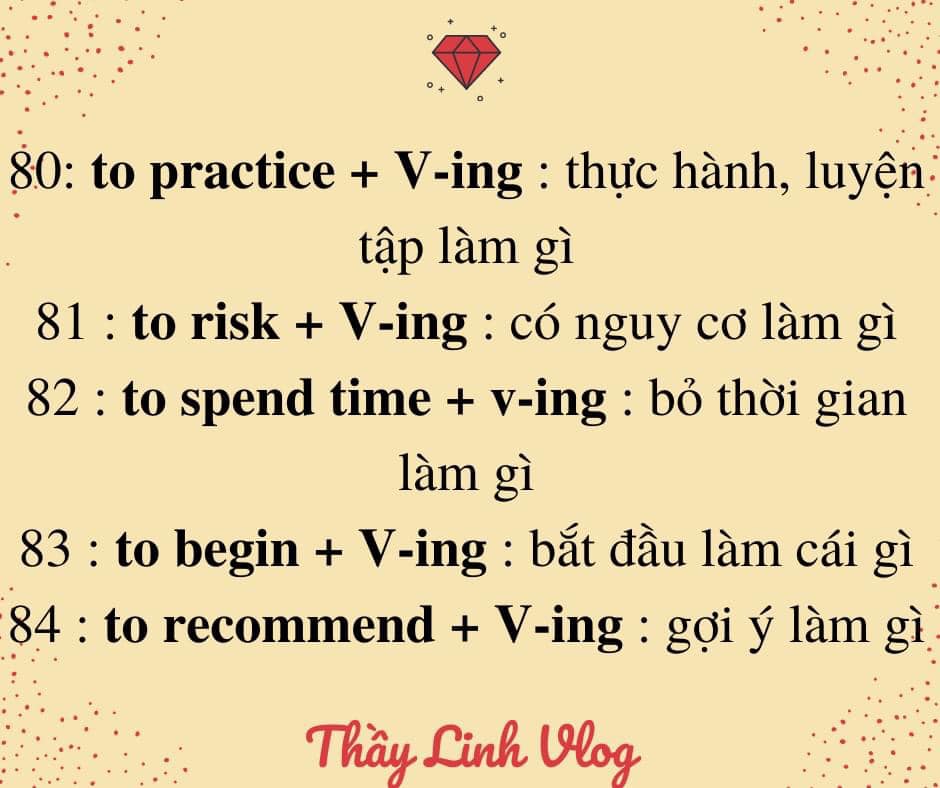 80: to practice + V-ing : thực hành, luyện
tập làm gì
81 : to risk + V-ing : có nguy cơ làm gì
82 : to spend time + v-ing : bỏ thời gian
làm gì
83 : to begin + V-ing : bắt đầu làm cái gì
84 : to recommend + V-ing : gợi ý làm gì
Thầy Linh Vlog